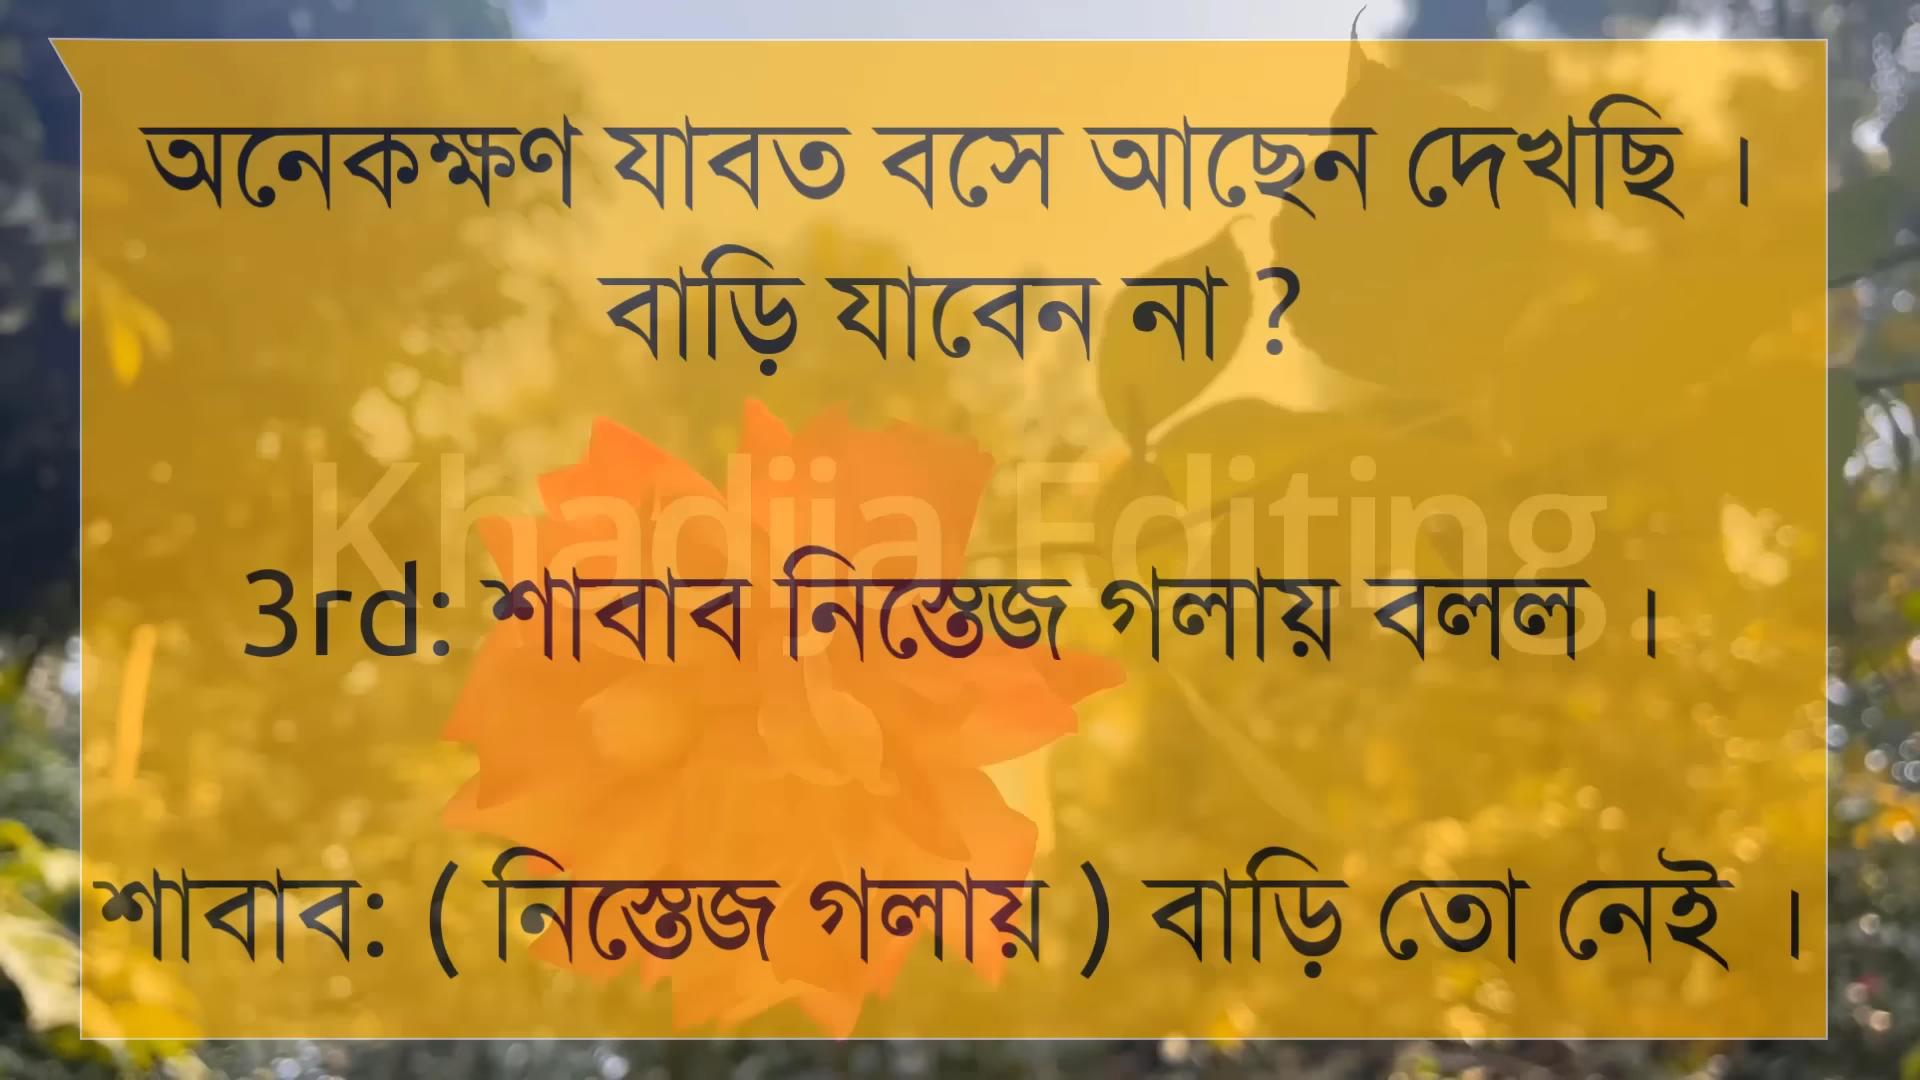 অনেকক্ষণ যাবত বসে আছেন দেখছি ।
বাড়ি যাবেন না ?
Khadija Editing
3rd: শাবাব নিস্তেজ গলায় বলল ।
শাবাব: ( নিস্তেজ গলায় ) বাড়ি তো নেই ।